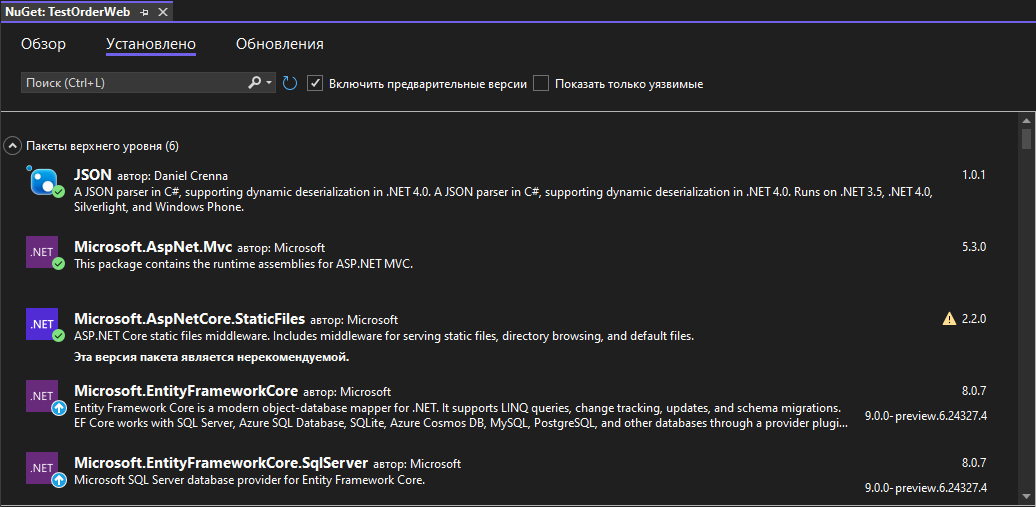 NuGet: TestOrderWeb
Обзор Установлено Обновления
Поиск (Ctrl+L) Включить предварительные версии Показать только уязвимые
Пакеты верхнего уровня (6)
JSON автор: Daniel Crenna 1.0.1
A JSON parser in C#, supporting dynamic deserialization in .NET 4.0. A JSON parser in C#, supporting dynamic deserialization in .NET 4.0. Runs on .NET 3.5, .NET 4.0,
Silverlight, and Windows Phone.
.NET Microsoft.AspNet.Mvc автор: Microsoft 5.3.0
This package contains the runtime assemblies for ASP.NET MVC.
.NET Microsoft.AspNetCore.StaticFiles автор: Microsoft 2.2.0
ASP.NET Core static files middleware. Includes middleware for serving static files, directory browsing, and default files.
Эта версия пакета является нерекомендуемой.
.NET Microsoft.EntityFrameworkCore автор: Microsoft 8.0.7
Entity Framework Core is a modern object-database mapper for .NET. It supports LINQ queries, change tracking, updates, and schema migrations.
EF Core works with SQL Server, Azure SQL Database, SQLite, Azure Cosmos DB, MySQL, PostgreSQL, and other databases through a provider plugi... 9.0.0-preview.6.24327.4
.NET Microsoft.EntityFrameworkCore.SqlServer автор: Microsoft 8.0.7
Microsoft SQL Server database provider for Entity Framework Core. 9.0.0-preview.6.24327.4